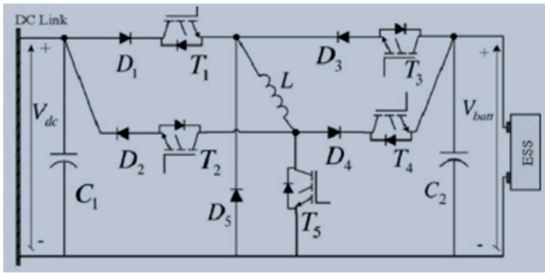 DC Link
+
D1
T1
D3
T3
+
L
Vdc
Vbatt
D2
T2
D4
T4
ESS
C1
D5
T5
C2
-
-